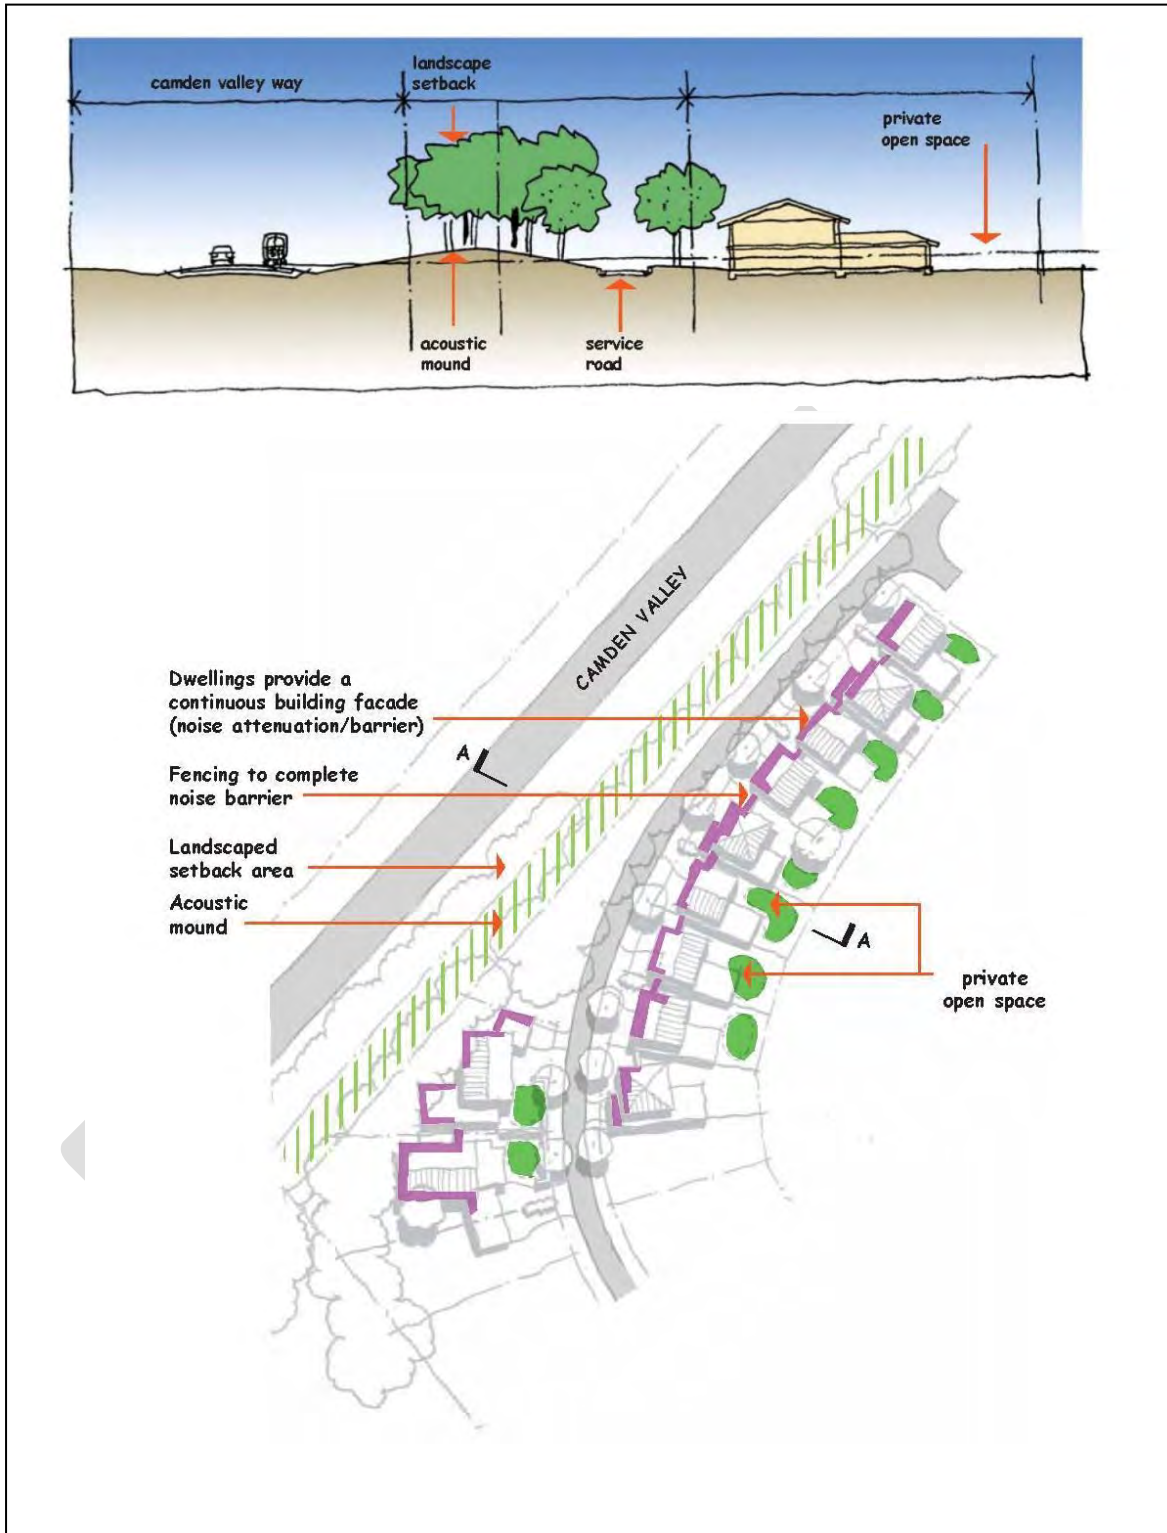 camden valley way
landscape
setback
private
open space
acoustic
mound
service
road
CAMDEN VALLEY
Dwellings provide a
continuous building facade
(noise attenuation/barrier)
A
Fencing to complete
noise barrier
Landscaped
setback area
Acoustic
mound
A
private
open space